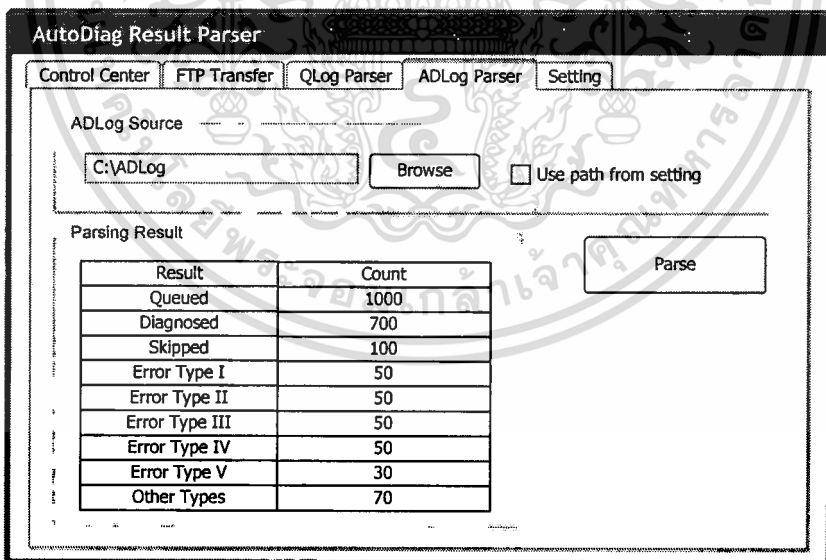 AutoDiag Result Parser
Control Center FTP Transfer QLog Parser ADLog Parser Setting
ADLog Source
C:\ADLog Browse Use path from setting
Parsing Result
Parse
Result Count
Queued 1000
Diagnosed 700
Skipped 100
Error Type I 50
Error Type II 50
Error Type III 50
Error Type IV 50
Error Type V 30
Other Types 70